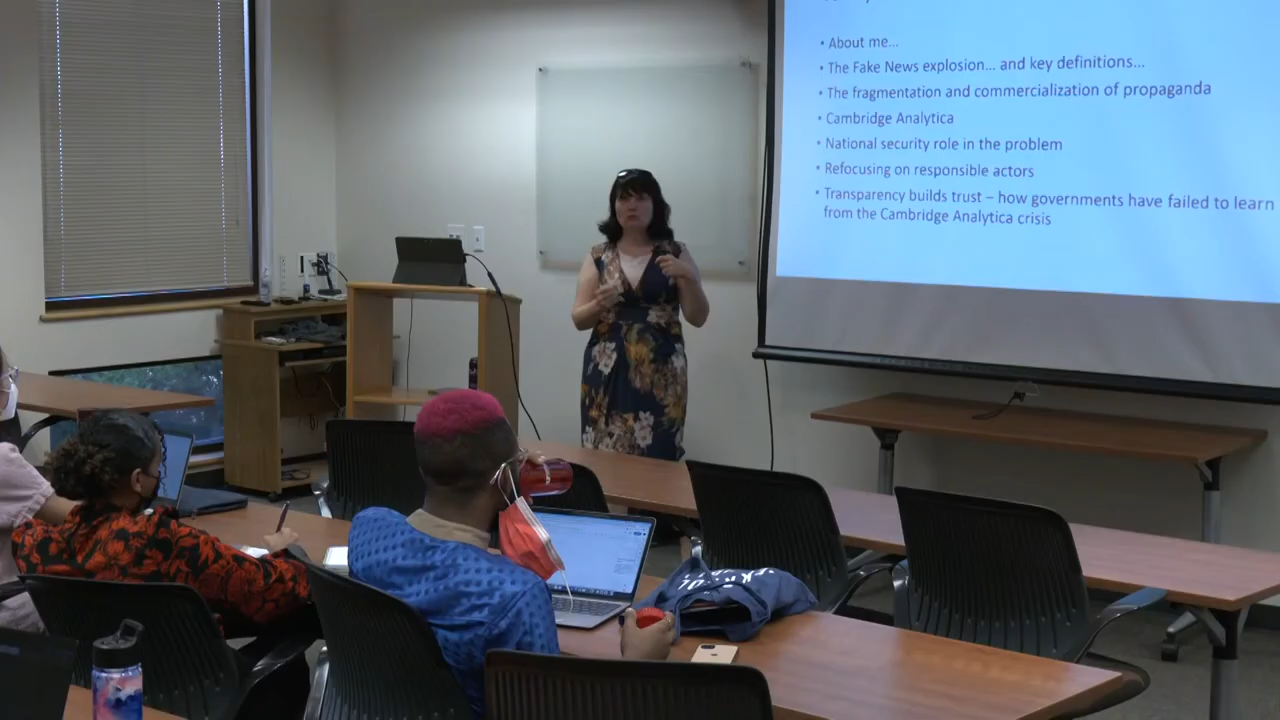 • About me...
• The Fake News explosion... and key definitions...
• The fragmentation and commercialization of propaganda
• Cambridge Analytica
• National security role in the problem
• Refocusing on responsible actors
• Transparency builds trust – how governments have failed to learn
from the Cambridge Analytica crisis